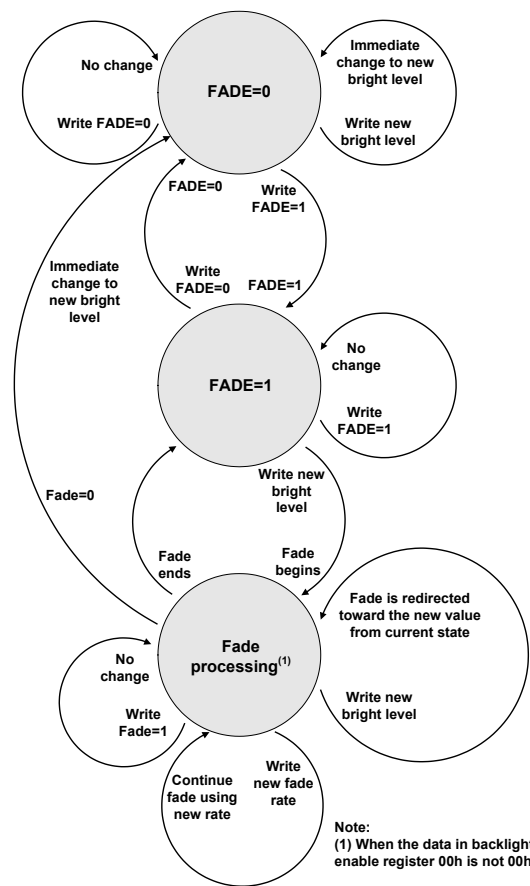 No change
Write FADE=0
FADE=0
Immediate
change to new
bright level
Write new
bright level
FADE=0
Write
FADE=1
Immediate
change to
new bright
level
Write
FADE=0
FADE=1
FADE=1
No
change
Write
FADE=1
Fade=0
Write new
bright
level
Fade
ends
Fade
begins
Fade
processing(1)
Fade is redirected
toward the new value
from current state
Write new
bright level
No
change
Write
Fade=1
Continue
fade using
new rate
Write
new fade
rate
Note:
(1) When the data in backlight
enable register 00h is not 00h